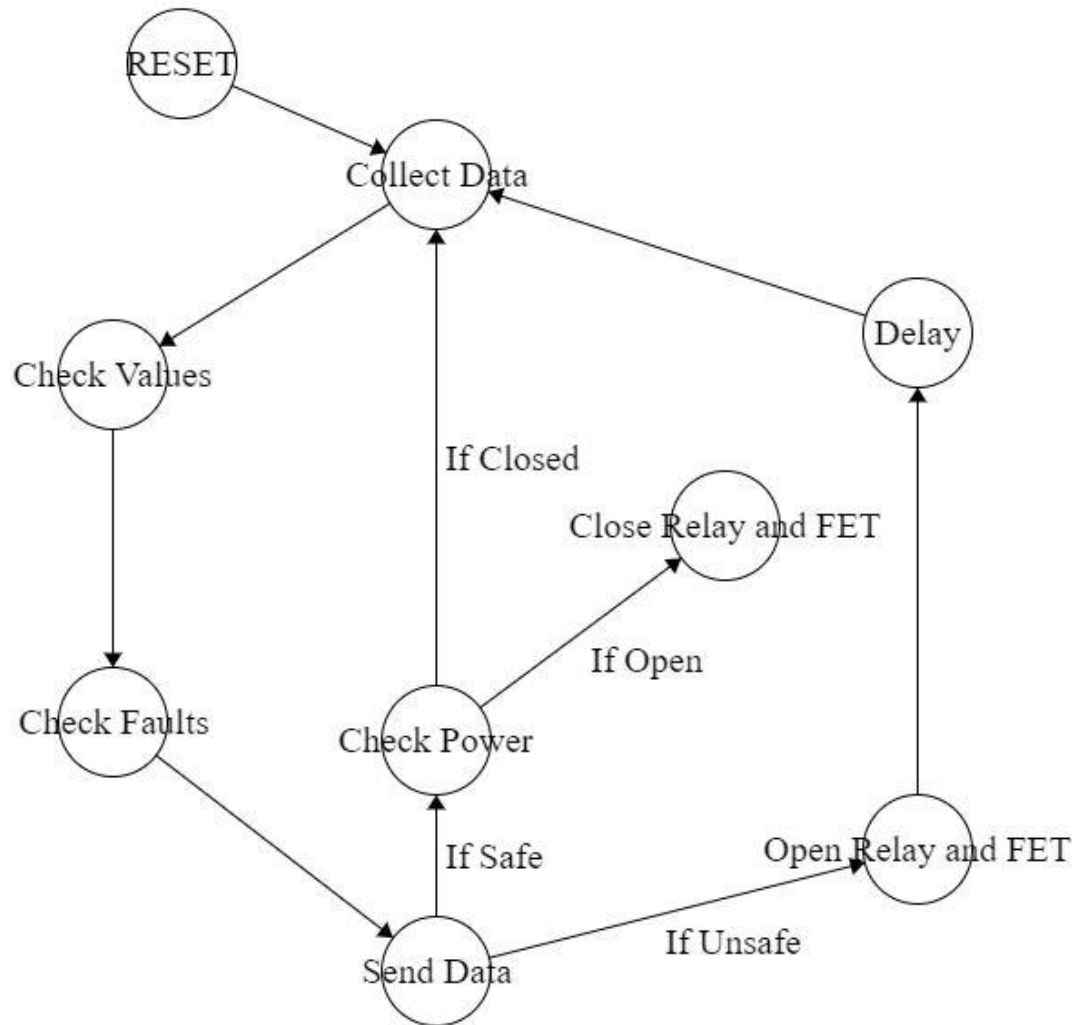 RESET
Collect Data
Delay
Check Values
If Closed
Close Relay and FET
If Open
Check Faults
Check Power
If Safe
Open Relay and FET
If Unsafe
Send Data